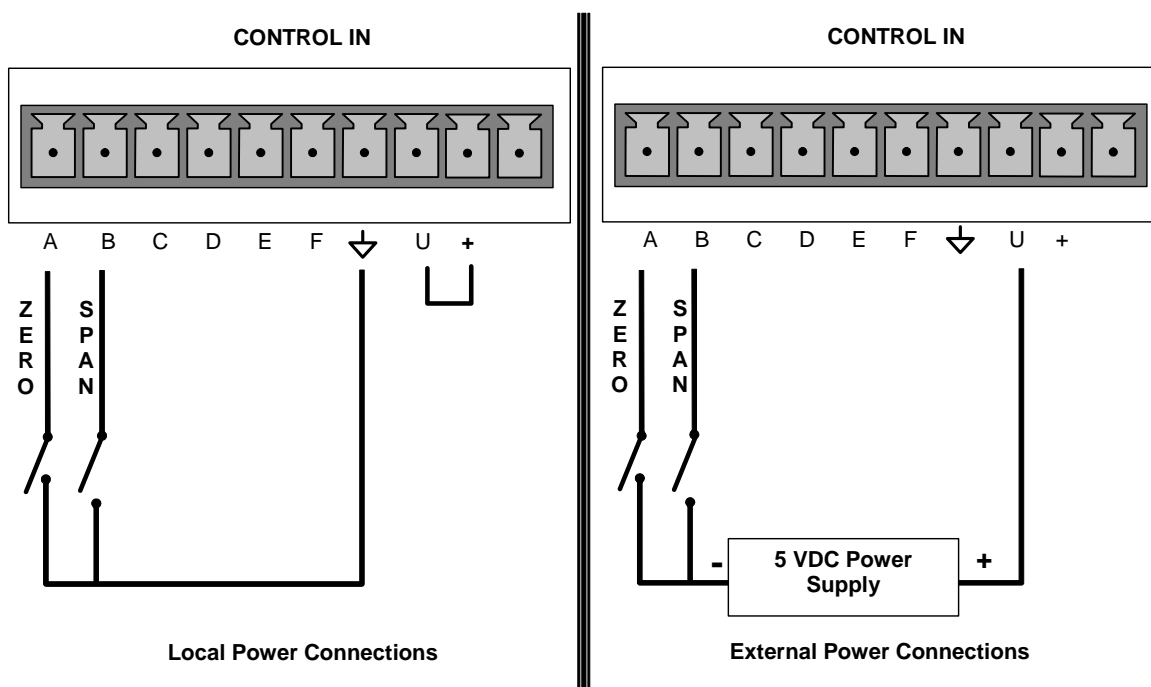 CONTROL IN
A B C D E F U +
ZERO
SPAN
Local Power Connections
CONTROL IN
A B C D E F U +
ZERO
SPAN
- 5 VDC Power +
Supply
External Power Connections